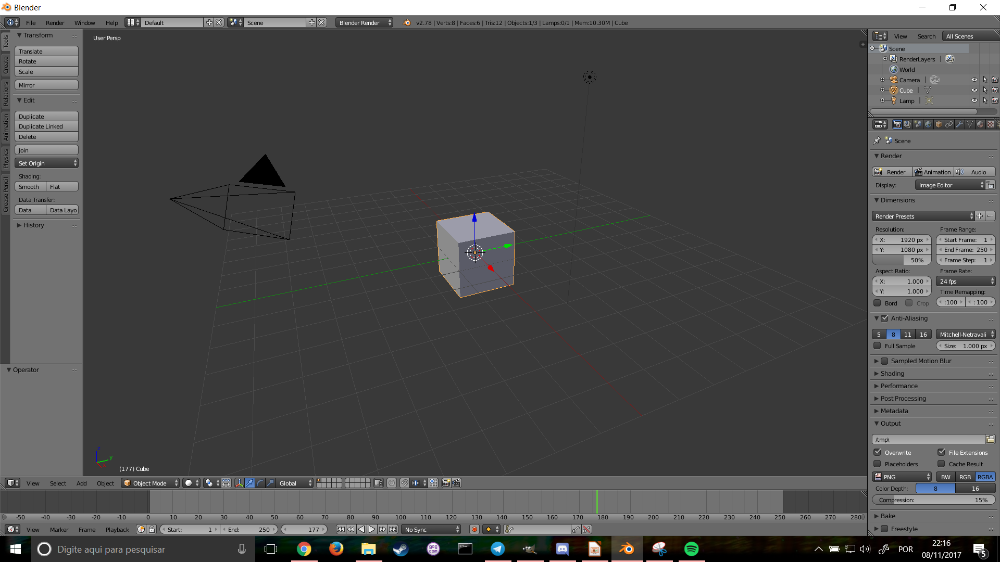 Blender
File Render Window Help Default Scene Blender Render v2.78 | Verts:8 | Faces:6 | Tris:12 | Objects:1/3 | Lamps:0/1 | Mem:10.30M | Cube
Tools
Create
Relations
Animation
Physics
Grease Pencil
Transform
Translate
Rotate
Scale
Mirror
Edit
Duplicate
Duplicate Linked
Delete
Join
Set Origin
Shading:
Smooth Flat
Data Transfer:
Data Data Layo
History
Operator
User Persp
z
y
(177) Cube
View Search All Scenes
Scene
RenderLayers |
World
Camera |
Cube |
Lamp |
Scene
Render
Render Animation Audio
Display: Image Editor
Dimensions
Render Presets
Resolution: Frame Range:
X: 1920 px Start Frame: 1
Y: 1080 px End Frame: 250
50% Frame Step: 1
Aspect Ratio: Frame Rate:
X: 1.000 24 fps
Y: 1.000 Time Remapping:
Bord Crop :100 : 100
Anti-Aliasing
5 8 11 16 Mitchell-Netravali
Full Sample Size: 1.000 px
Sampled Motion Blur
Shading
Performance
Post Processing
Metadata
Output
/tmp\
Overwrite File Extensions
Placeholders Cache Result
PNG BW RGB RGBA
Color Depth: 8 16
Compression: 15%
Bake
Freestyle
View Select Add Object Object Mode Global
-50 -40 -30 -20 -10 0 10 20 30 40 50 60 70 80 90 100 110 120 130 140 150 160 170 180 190 200 210 220 230 240 250 260 270 280
View Marker Frame Playback Start: 1 End: 250 177 No Sync
Digite aqui para pesquisar
gog.com
POR
22:16
08/11/2017
5